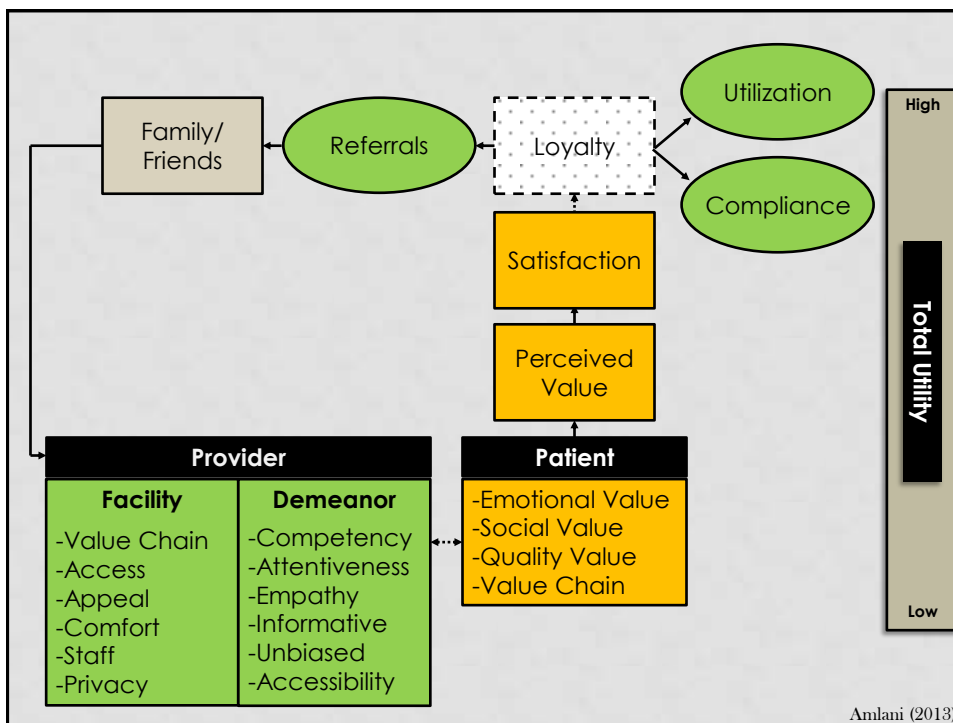 Utilization
High
Family/
Friends
Referrals
Loyalty
Compliance
Satisfaction
Total Utility
Perceived
Value
Provider
Patient
Facility
-Value Chain
-Access
-Appeal
-Comfort
-Staff
-Privacy
Demeanor
-Competency
-Attentiveness
-Empathy
-Informative
-Unbiased
-Accessibility
-Emotional Value
-Social Value
-Quality Value
-Value Chain
Low
Amlani (2013)